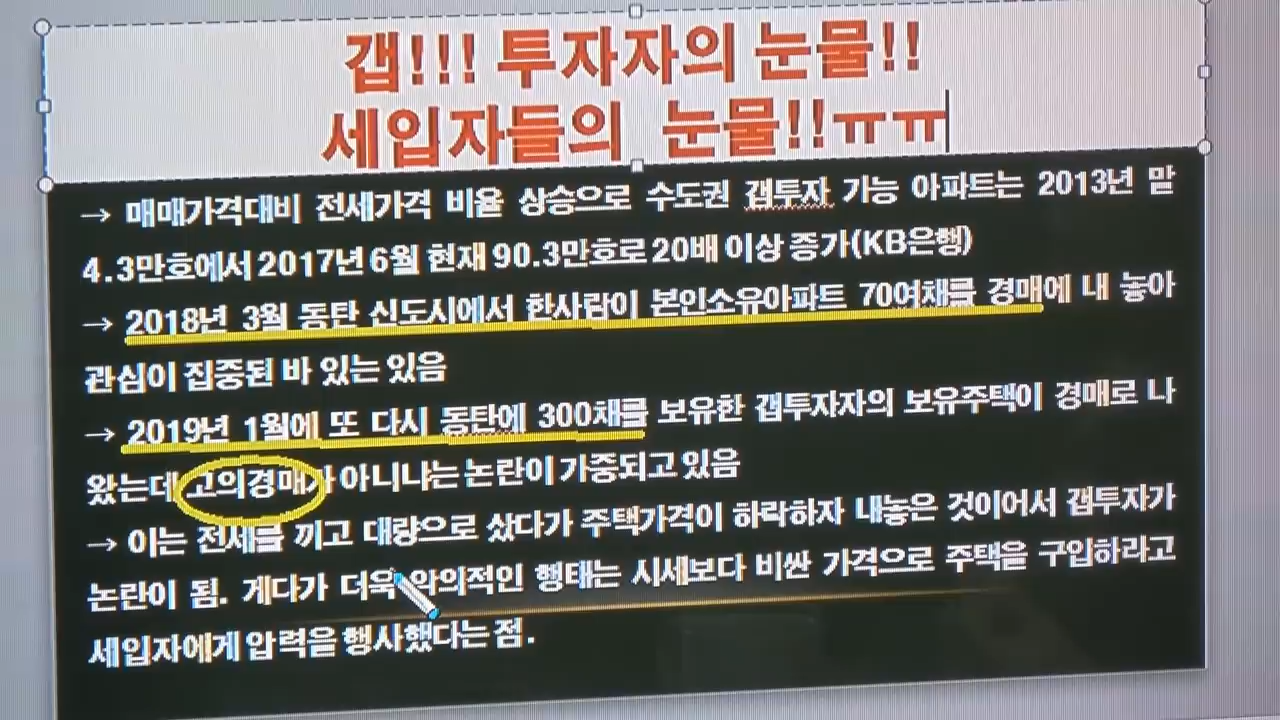 갭!!! 투자자의 눈물!!
세입자들의 눈물!!ㅠㅠ
→ 매매가격대비 전세가격 비율 상승으로 수도권 갭투자 가능 아파트는 2013년 말
4.3만호에서 2017년 6월 현재 90.3만호로 20배 이상 증가(KB은행)
→ 2018년 3월 동탄 신도시에서 한사람이 본인소유아파트 70여채를 경매에 내 놓아
관심이 집중된 바 있는 있음
→ 2019년 1월에 또 다시 동탄에 300채를 보유한 갭투자자의 보유주택이 경매로 나
왔는데 고의경매가 아니냐는 논란이 가중되고 있음
→ 이는 전세를 끼고 대량으로 샀다가 주택가격이 하락하자 내놓은 것이어서 갭투자가
논란이 됨. 게다가 더욱 악의적인 행태는 시세보다 비싼 가격으로 주택을 구입하라고
세입자에게 압력을 행사했다는 점.